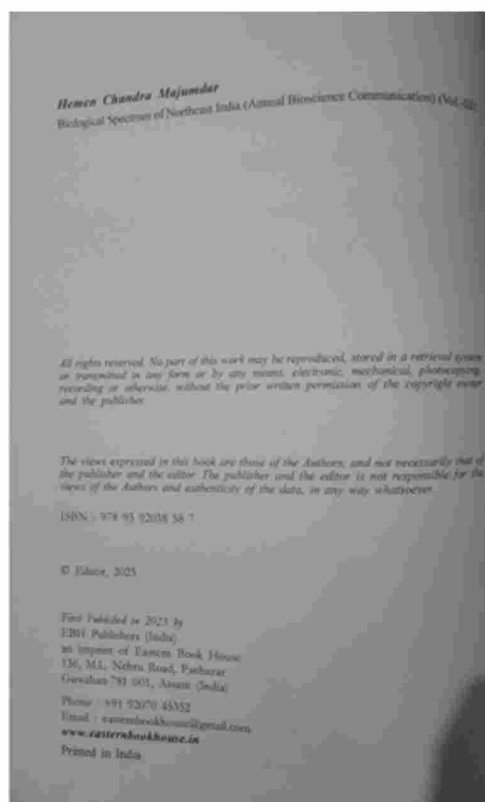 Hemen Chandra Majumdar
Biological Spectrum of Northeast India (Annual Bioscience Communication) (Vol-III)
All rights reserved. No part of this work may be reproduced, stored in a retrieval system
or transmitted in any form or by any means, electronic, mechanical, photocopying,
recording or otherwise, without the prior written permission of the copyright owner
and the publisher.
The views expressed in this book are those of the Authors, and not necessarily that of
the publisher and the editor. The publisher and the editor is not responsible for the
views of the Authors and authenticity of the data, in any way whatsoever.
ISBN : 978 93 92038 58 7
© Editor, 2023
First Published in 2023 by
EBH Publishers (India)
an imprint of Eastern Book House
136, M.L. Nehru Road, Panbazar
Guwahati-781 001, Assam (India)
Phone : +91 92070 45352
Email : easternbookhouse@gmail.com
www.easternbookhouse.in
Printed in India